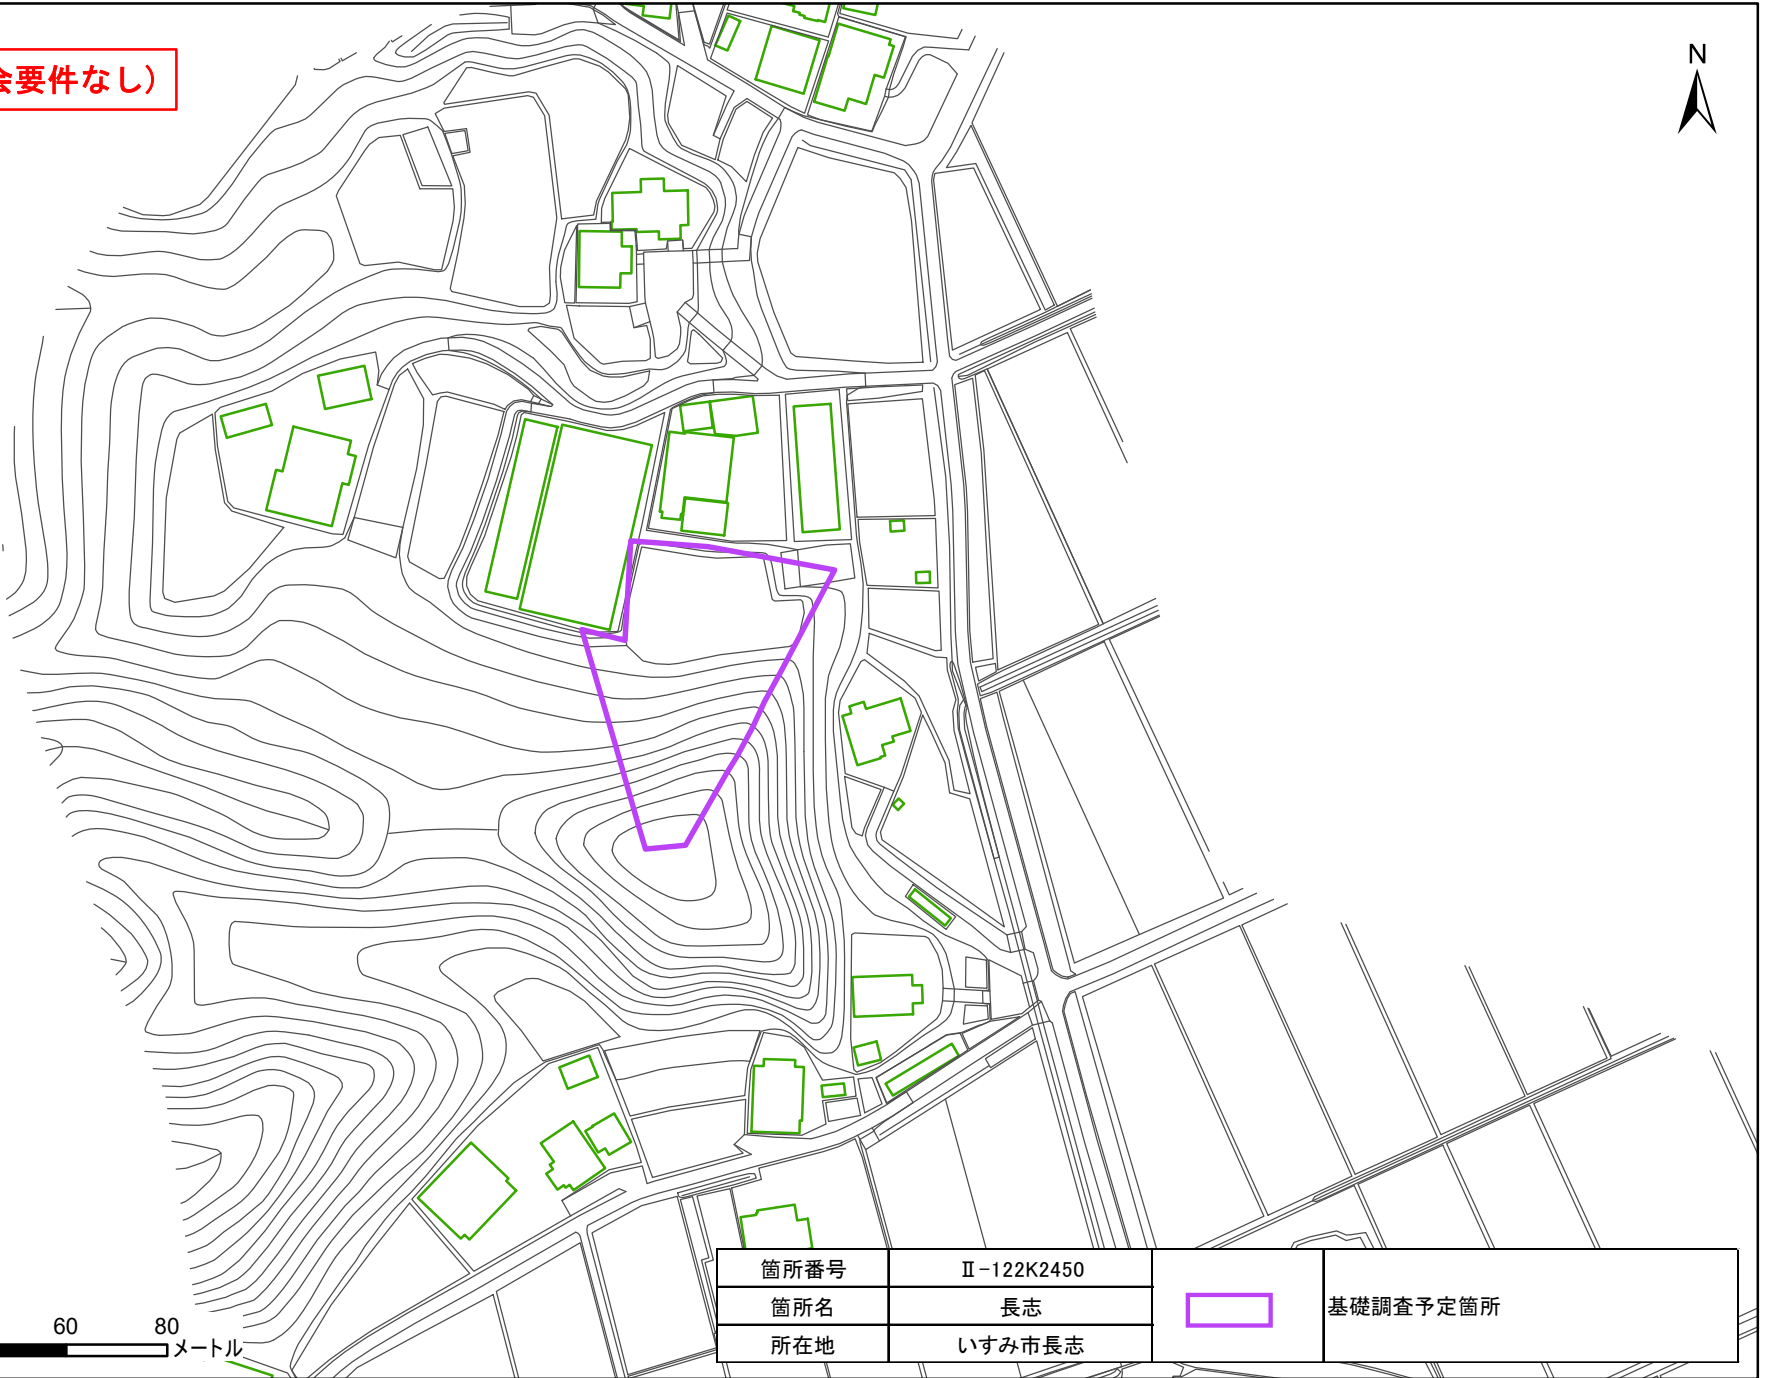 会要件なし）
N
60 80
メートル
箇所番号 Ⅱ-122K2450
箇所名 長志
所在地 いすみ市長志
基礎調査予定箇所